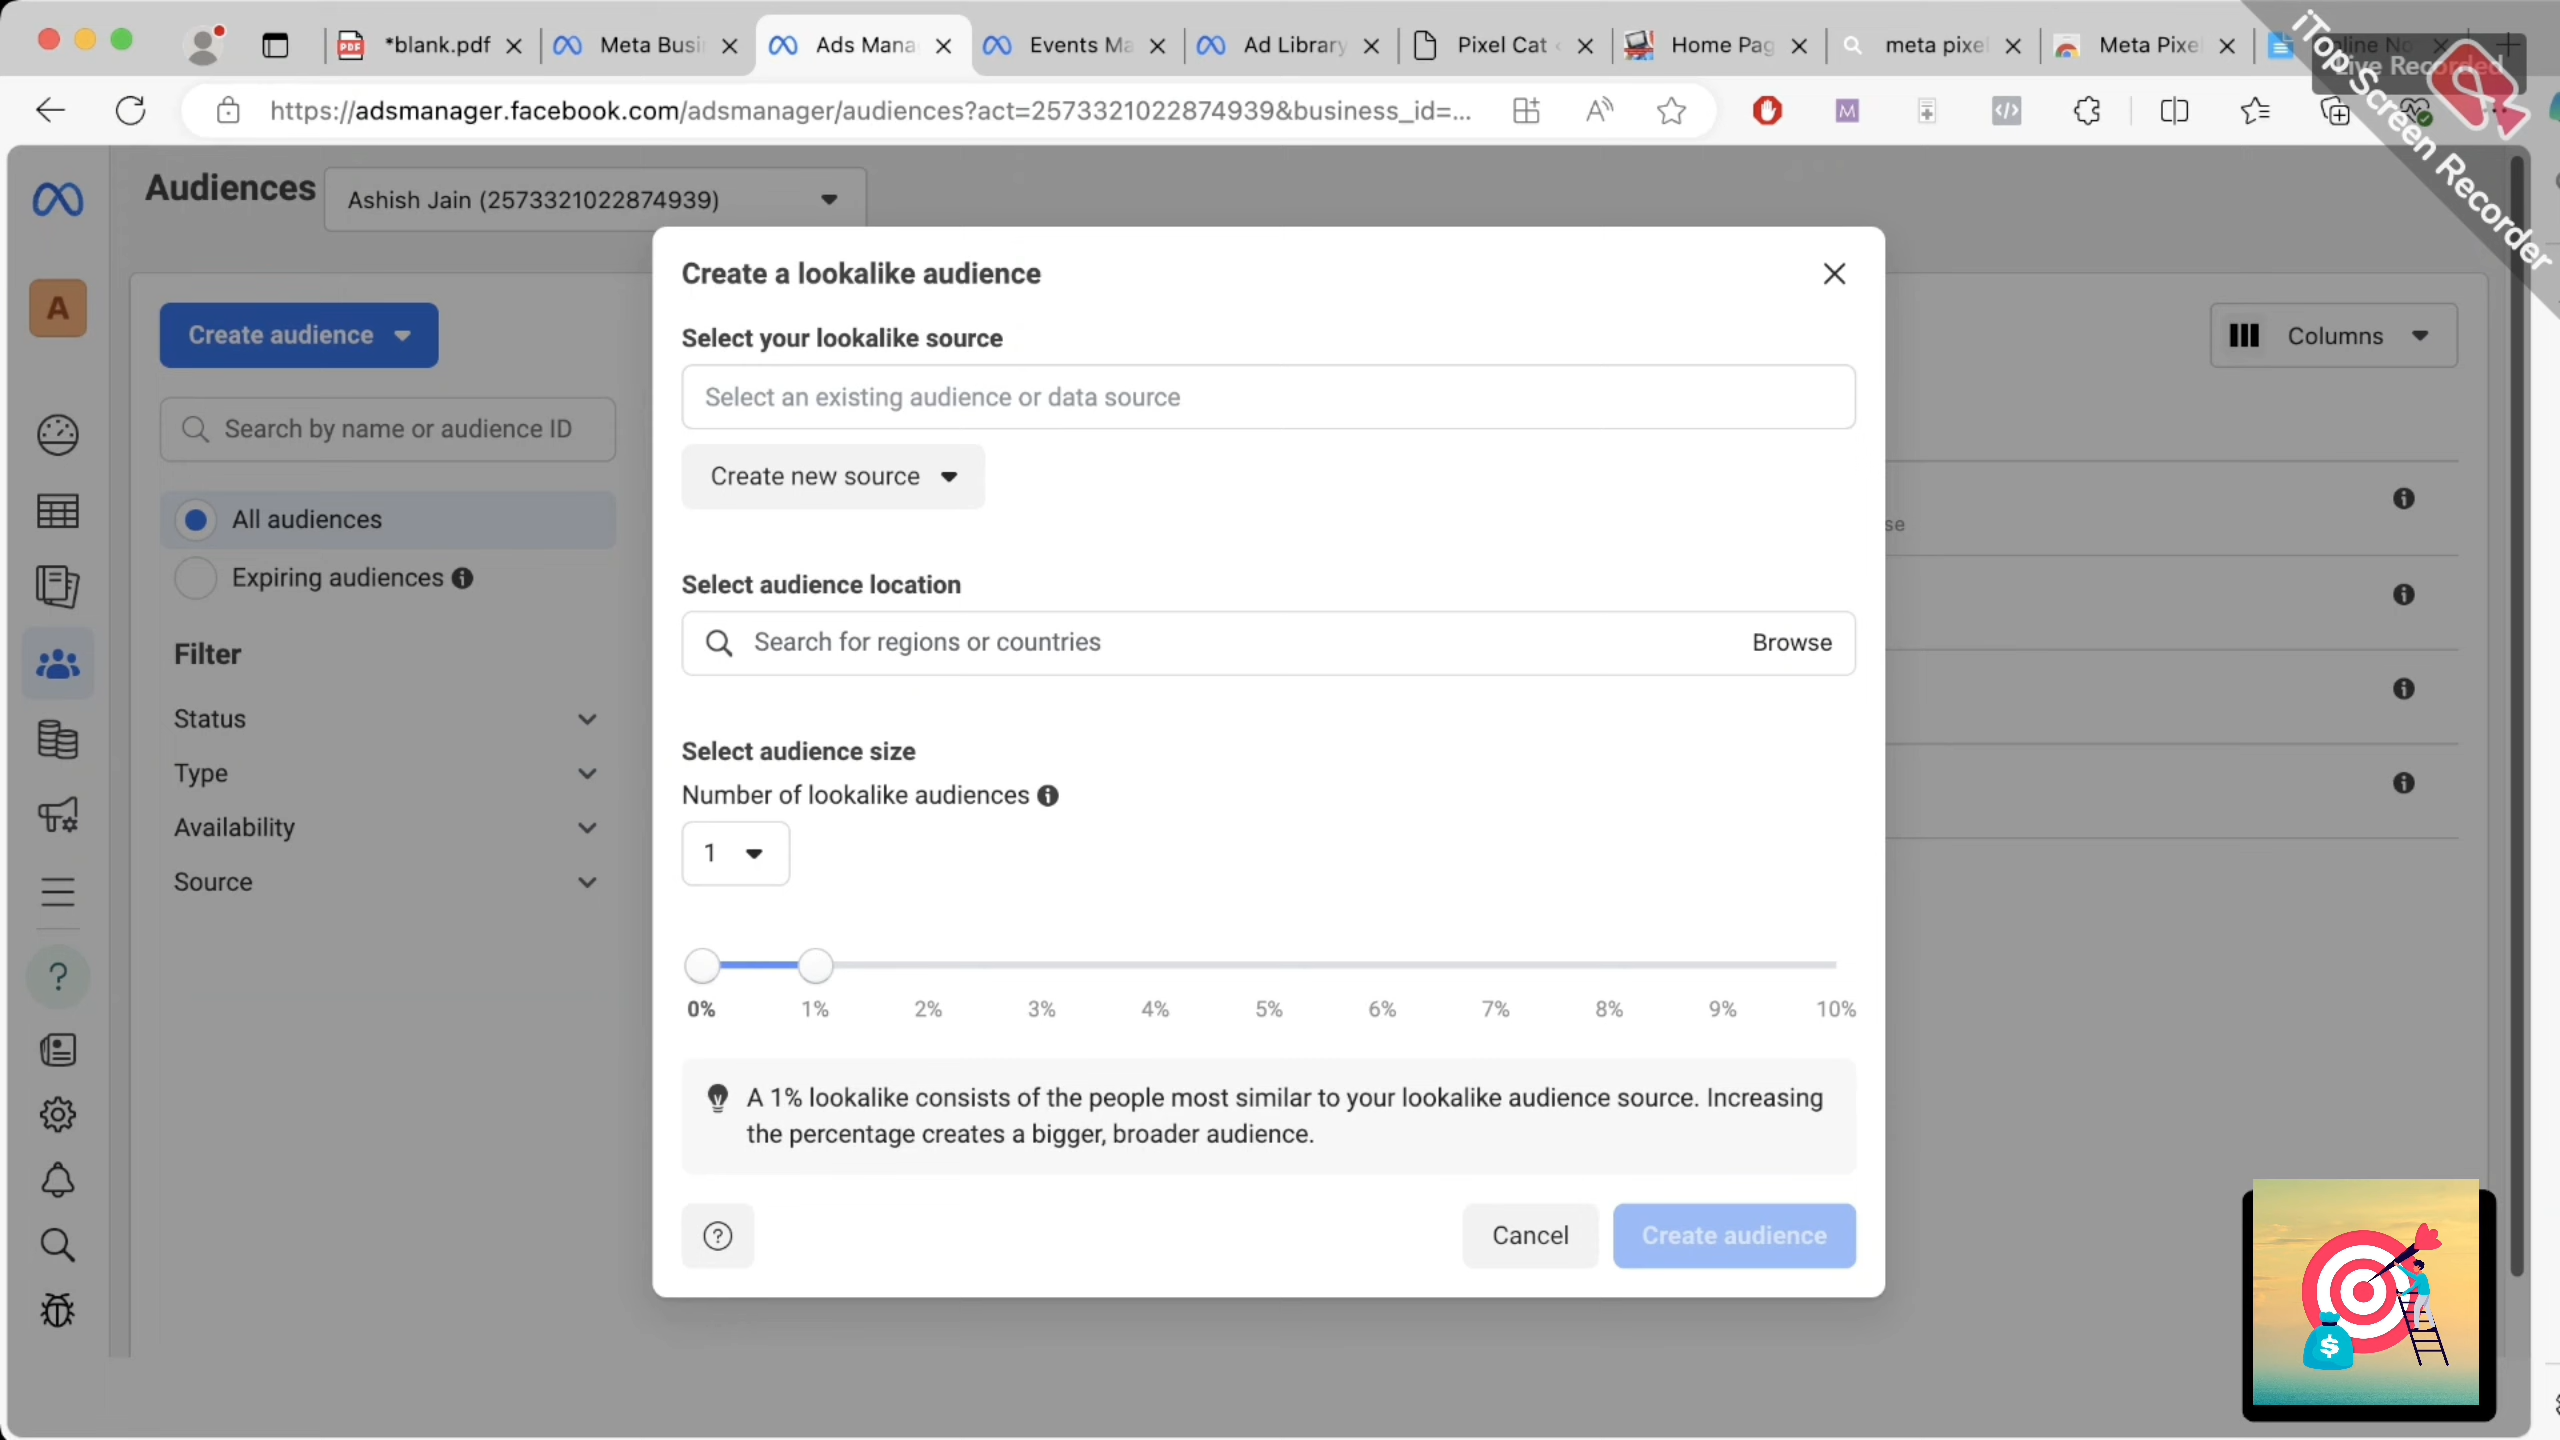 *blank.pdf
Meta Busi
Ads Mana
Events Ma
Ad Library
Pixel Cat
Home Pag
meta pixel
Meta Pixel
https://adsmanager.facebook.com/adsmanager/audiences?act=2573321022874939&business_id=...
iTop Screen Recorder
Live Recorded
Audiences
Ashish Jain (2573321022874939)
A
Create audience
Search by name or audience ID
All audiences
Expiring audiences
Filter
Status
Type
Availability
Source
Columns
se
Create a lookalike audience
Select your lookalike source
Select an existing audience or data source
Create new source
Select audience location
Search for regions or countries
Browse
Select audience size
Number of lookalike audiences
1
0% 1% 2% 3% 4% 5% 6% 7% 8% 9% 10%
A 1% lookalike consists of the people most similar to your lookalike audience source. Increasing
the percentage creates a bigger, broader audience.
Cancel
Create audience